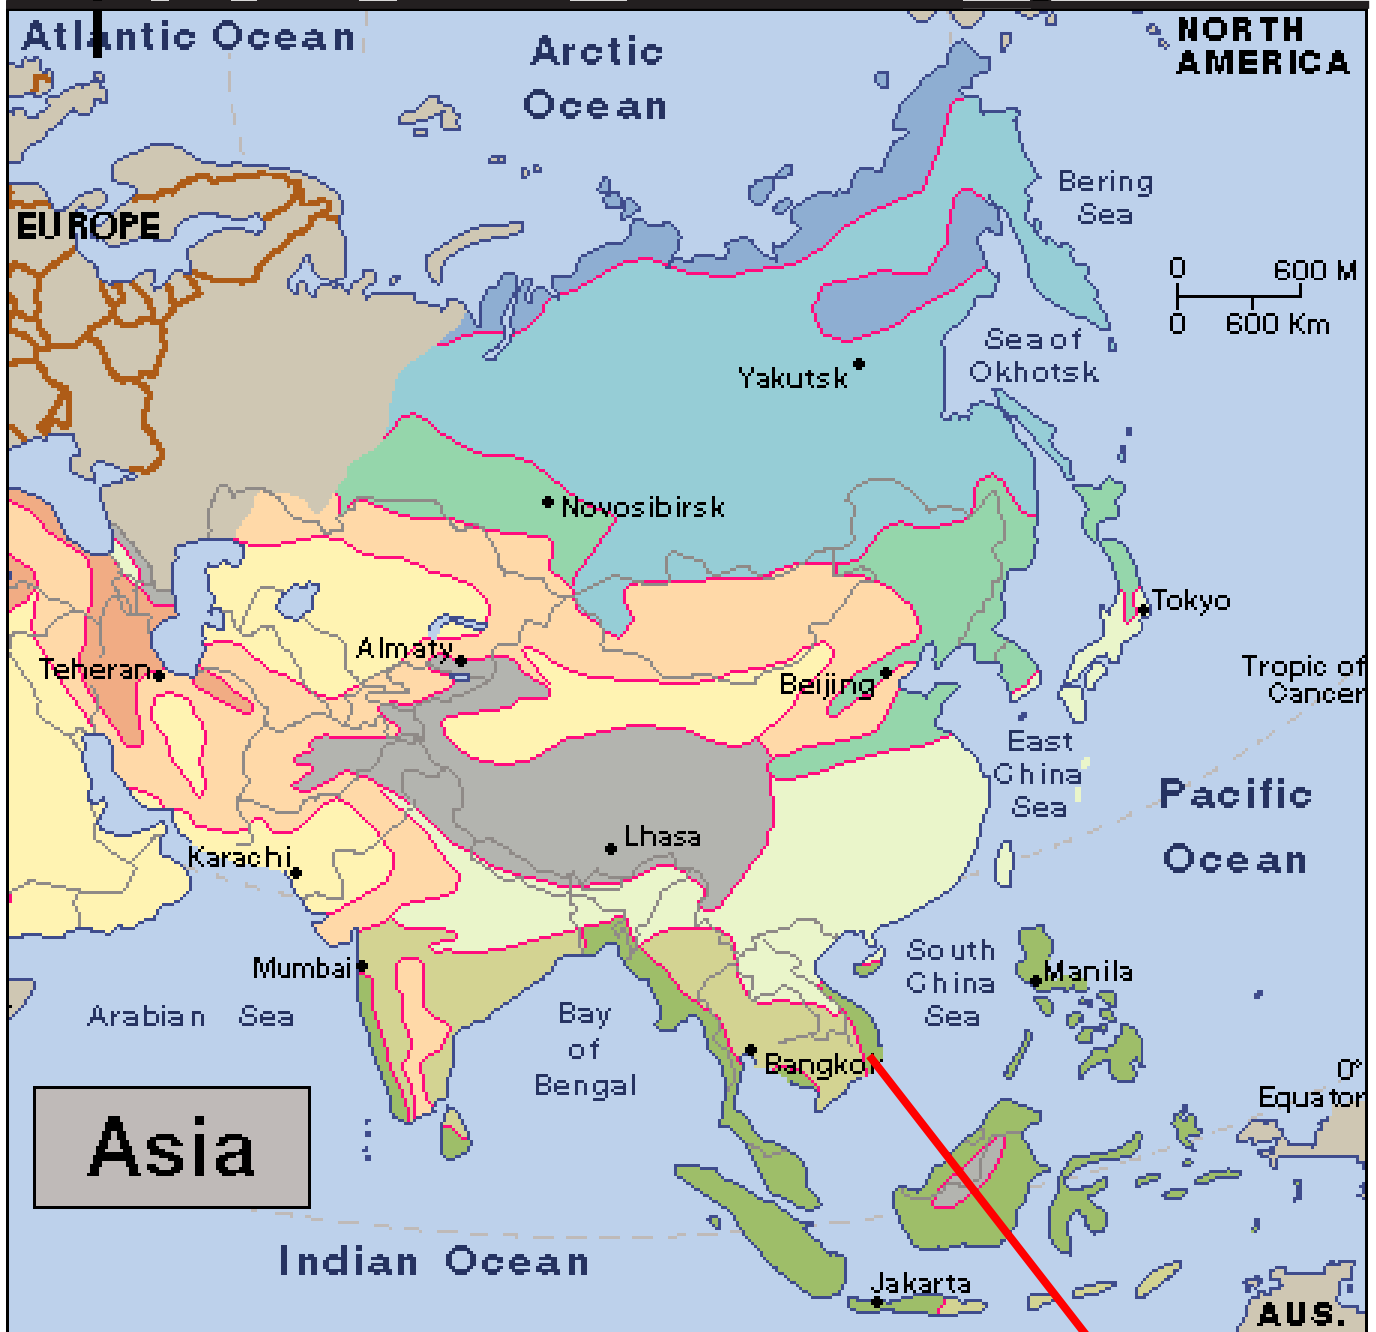 Atlantic Ocean
Arctic
Ocean
NORTH
AMERICA
Bering
Sea
EUROPE
0 600 M
0 600 Km
Sea of
Okhotsk
Yakutsk
Novosibirsk
Tokyo
Almaty
Teheran
Beijing
Tropic of
Cancer
East
China
Sea
Pacific
Ocean
Lhasa
Karachi
South
China
Sea
Mumbai
Manila
Arabian Sea
Bay
of
Bengal
Bangkok
0°
Equator
Asia
Indian Ocean
Jakarta
AUS.